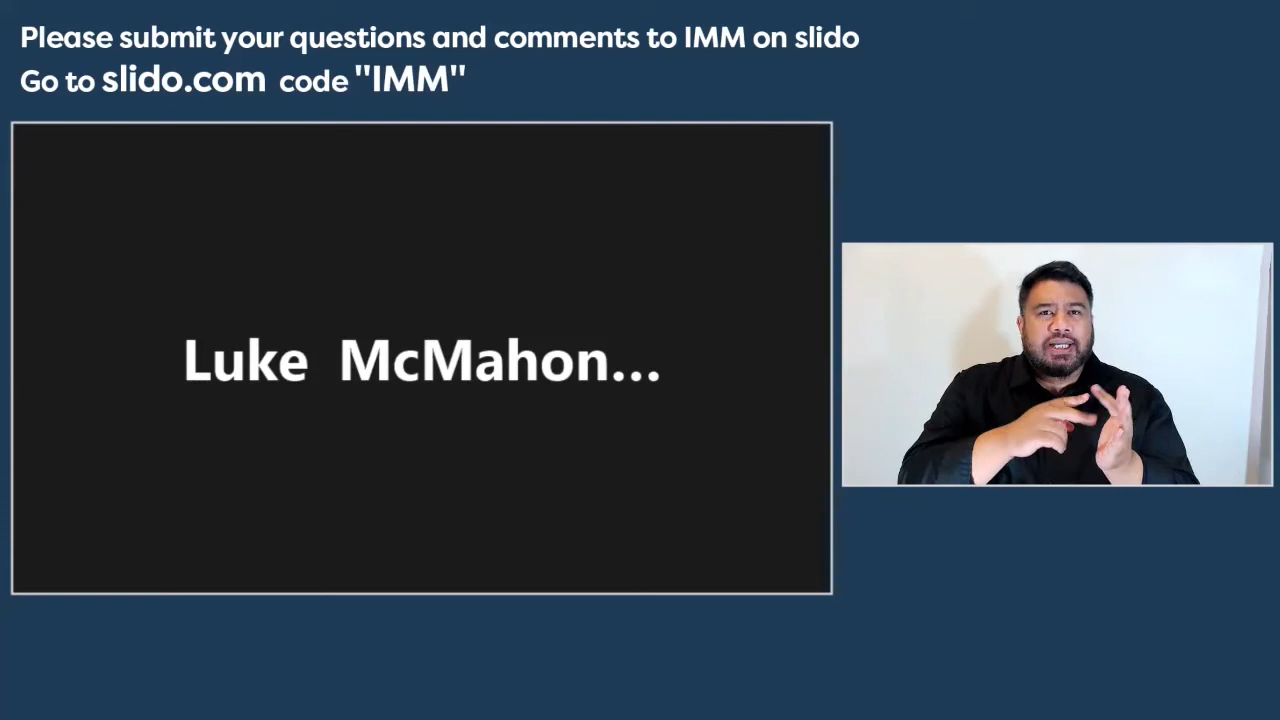 Please submit your questions and comments to IMM on slido
Go to slido.com code "IMM"
Luke McMahon...